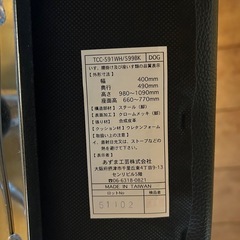 TCC-591WH/599BK DOG
いす、腰掛け及び座いす類の品質表示
【外形寸法】
幅 400mm
奥行 490mm
高さ 980〜1090mm
座面高 660〜770mm
【構造部材】 スチール(脚)
【表面加工】 クロームメッキ(脚)
【張り材】 合成皮革
【クッション材】 ウレタンフォーム
【取扱い上の注意】
あずま工芸株式会社
MADE IN TAIWAN
51102